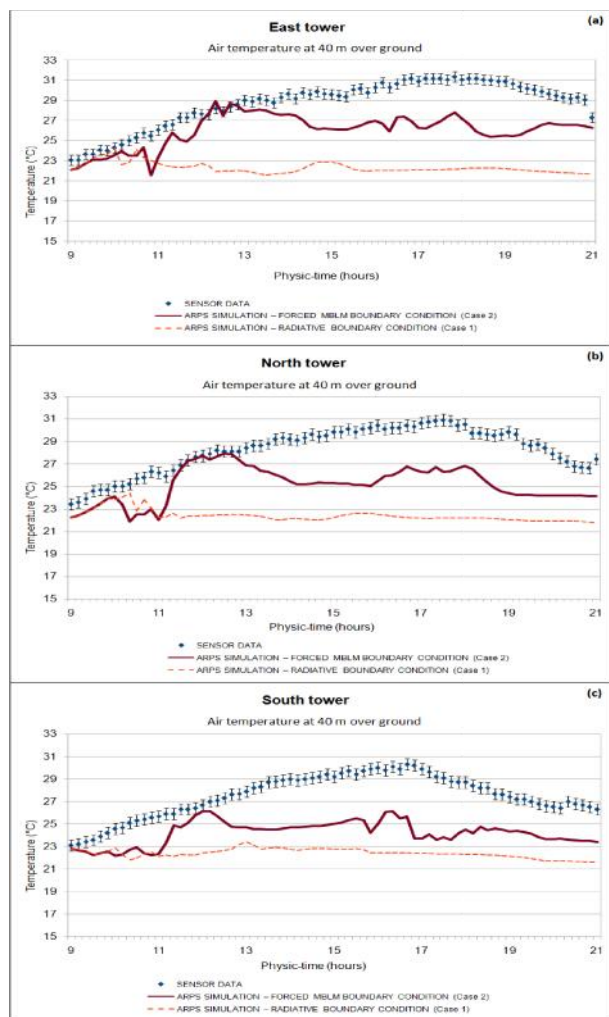 East tower
(a)
Air temperature at 40 m over ground
Temperature (°C)
33
31
29
27
25
23
21
19
17
15
9 11 13 15 17 19 21
Physic-time (hours)
SENSOR DATA
ARPS SIMULATION – FORCED MBLM BOUNDARY CONDITION (Case 2)
ARPS SIMULATION – RADIATIVE BOUNDARY CONDITION (Case 1)
North tower
(b)
Air temperature at 40 m over ground
Temperature (°C)
33
31
29
27
25
23
21
19
17
15
9 11 13 15 17 19 21
Physic-time (hours)
SENSOR DATA
ARPS SIMULATION – FORCED MBLM BOUNDARY CONDITION (Case 2)
ARPS SIMULATION – RADIATIVE BOUNDARY CONDITION (Case 1)
South tower
(c)
Air temperature at 40 m over ground
Temperature (°C)
33
31
29
27
25
23
21
19
17
15
9 11 13 15 17 19 21
Physic-time (hours)
SENSOR DATA
ARPS SIMULATION – FORCED MBLM BOUNDARY CONDITION (Case 2)
ARPS SIMULATION – RADIATIVE BOUNDARY CONDITION (Case 1)